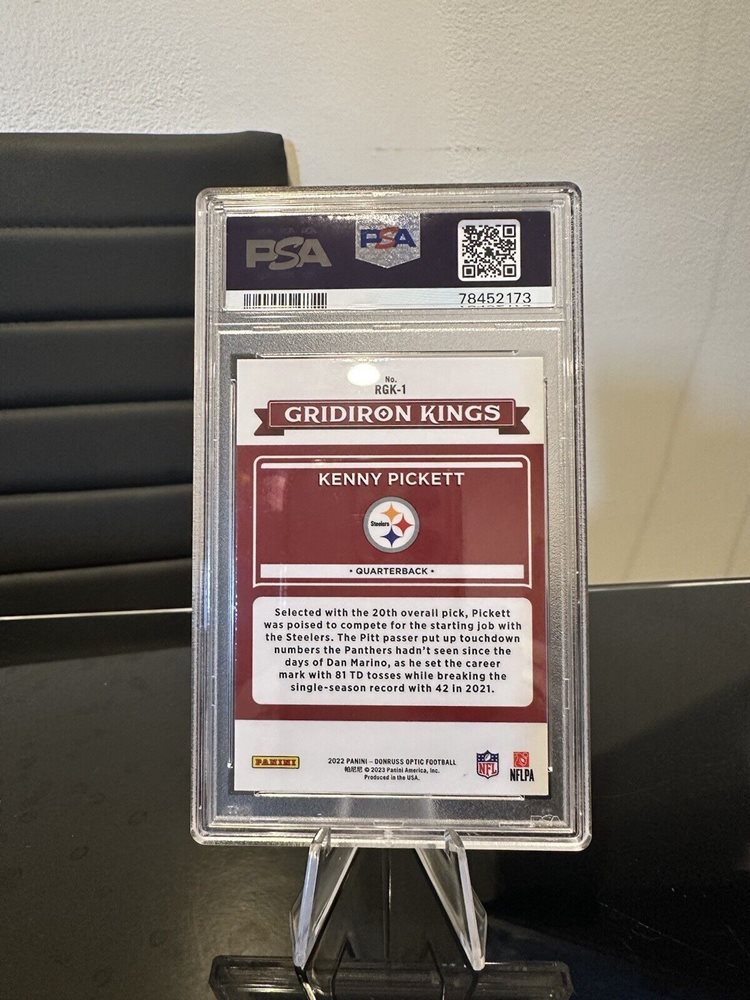 PSA
PSA
78452173
No.
RGK-1
GRIDIRON KINGS
KENNY PICKETT
Steelers
• QUARTERBACK •
Selected with the 20th overall pick, Pickett
was poised to compete for the starting job with
the Steelers. The Pitt passer put up touchdown
numbers the Panthers hadn't seen since the
days of Dan Marino, as he set the career
mark with 81 TD tosses while breaking the
single-season record with 42 in 2021.
PANINI
2022 PANINI – DONRUSS OPTIC FOOTBALL
帕尼尼 © 2023 Panini America, Inc.
Produced in the USA.
NFL
NFLPA
PSA